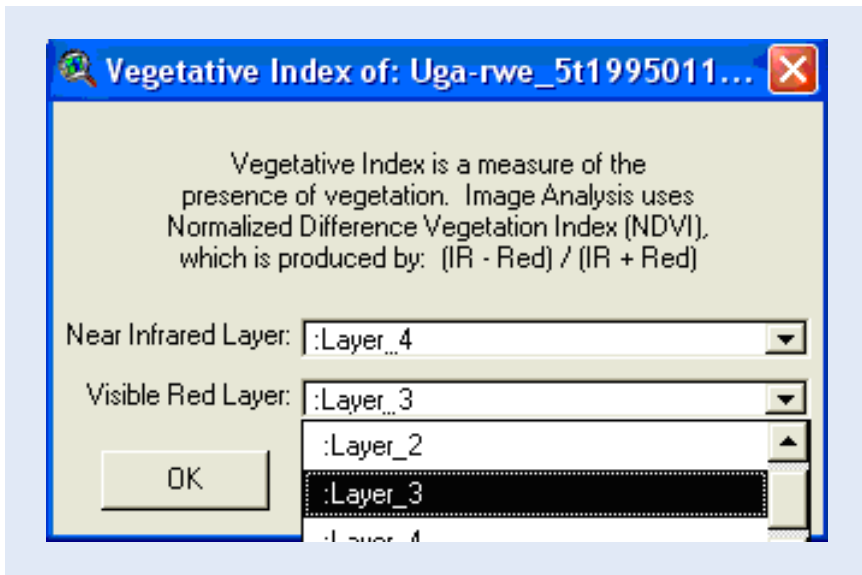 Vegetative Index of: Uga-rwe_5t1995011...
Vegetative Index is a measure of the
presence of vegetation. Image Analysis uses
Normalized Difference Vegetation Index (NDVI),
which is produced by: (IR - Red) / (IR + Red)
Near Infrared Layer: :Layer_4
Visible Red Layer: :Layer_3
:Layer_2
OK
:Layer_3
:Layer_4